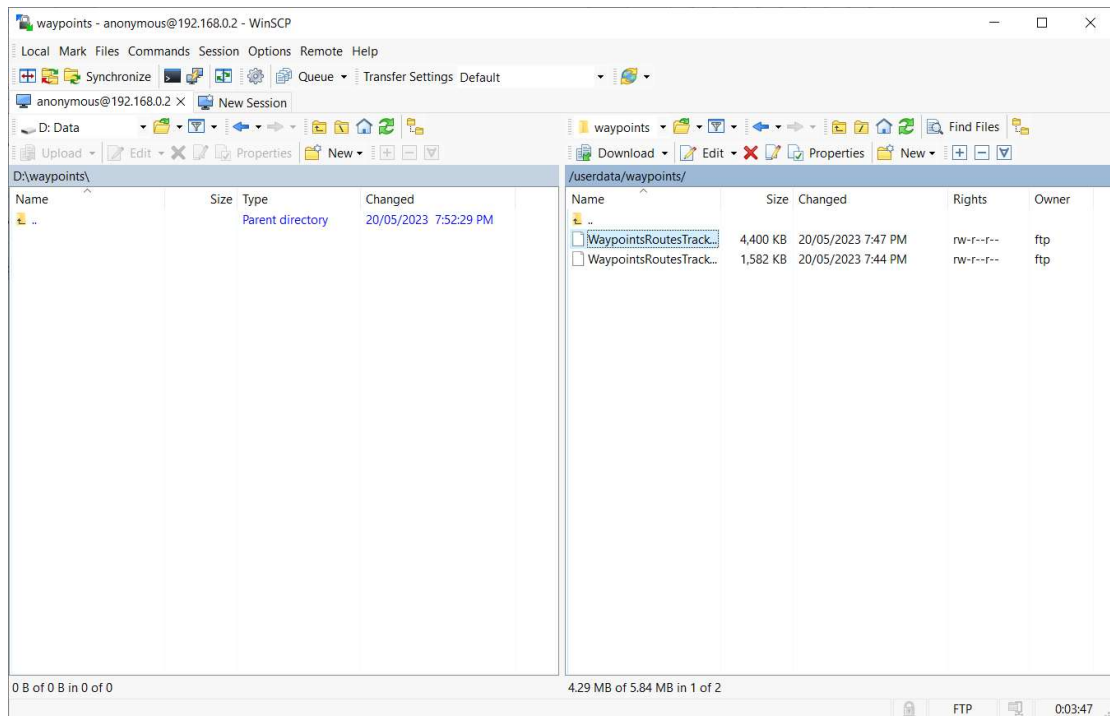 waypoints - anonymous@192.168.0.2 - WinSCP
Local Mark Files Commands Session Options Remote Help
Synchronize Queue Transfer Settings Default
anonymous@192.168.0.2 × New Session
D: Data waypoints Find Files
Upload Edit Properties New Download Edit Properties New
D:\waypoints\ /userdata/waypoints/
Name Size Type Changed Name Size Changed Rights Owner
.. Parent directory 20/05/2023 7:52:29 PM ..
WaypointsRoutesTrack... 4,400 KB 20/05/2023 7:47 PM rw-r--r-- ftp
WaypointsRoutesTrack... 1,582 KB 20/05/2023 7:44 PM rw-r--r-- ftp
0 B of 0 B in 0 of 0 4.29 MB of 5.84 MB in 1 of 2
FTP 0:03:47